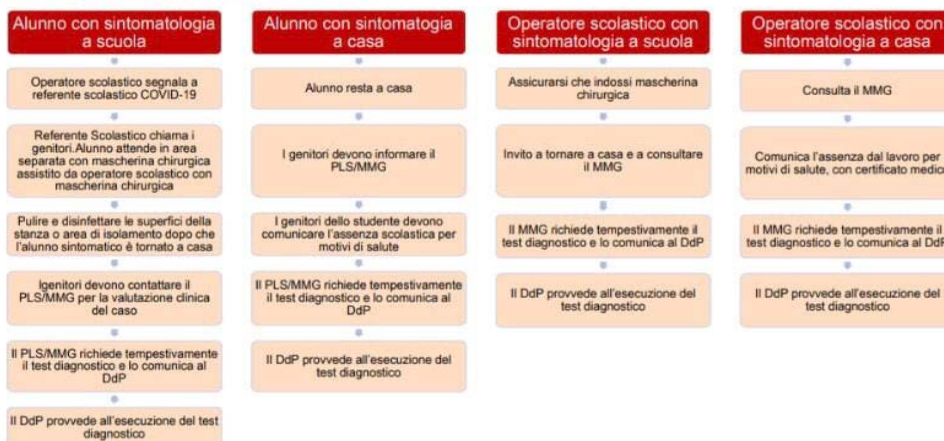 Alunno con sintomatologia
a scuola
Operatore scolastico segnala a
referente scolastico COVID-19
Referente Scolastico chiama i
genitori.Alunno attende in area
separata con mascherina chirurgica
assistito da operatore scolastico con
mascherina chirurgica
Pulire e disinfettare le superfici della
stanza o area di isolamento dopo che
l'alunno sintomatico è tornato a casa
Igenitori devono contattare il
PLS/MMG per la valutazione clinica
del caso
Il PLS/MMG richiede tempestivamente
il test diagnostico e lo comunica al
DdP
Il DdP provvede all'esecuzione del test
diagnostico
Alunno con sintomatogia
a casa
Alunno resta a casa
I genitori devono informare il
PLS/MMG
I genitori dello studente devono
comunicare l'assenza scolastica per
motivi di salute
Il PLS/MMG richiede tempestivamente
il test diagnostico e lo comunica al
DdP
Il DdP provvede all'esecuzione del
test diagnostico
Operatore scolastico con
sintomatologia a scuola
Assicurarsi che indossi mascherina
chirurgica
Invito a tornare a casa e a consultare
il MMG
Il MMG richiede tempestivamente il
test diagnostico e lo comunica al DdP
Il DdP provvede all'esecuzione del
test diagnostico
Operatore scolastico con
sintomatologia a casa
Consulta il MMG
Comunica l'assenza dal lavoro per
motivi di salute, con certificato medico
Il MMG richiede tempestivamente il
test diagnostico e lo comunica al DdP
Il DdP provvede all'esecuzione del
test diagnostico